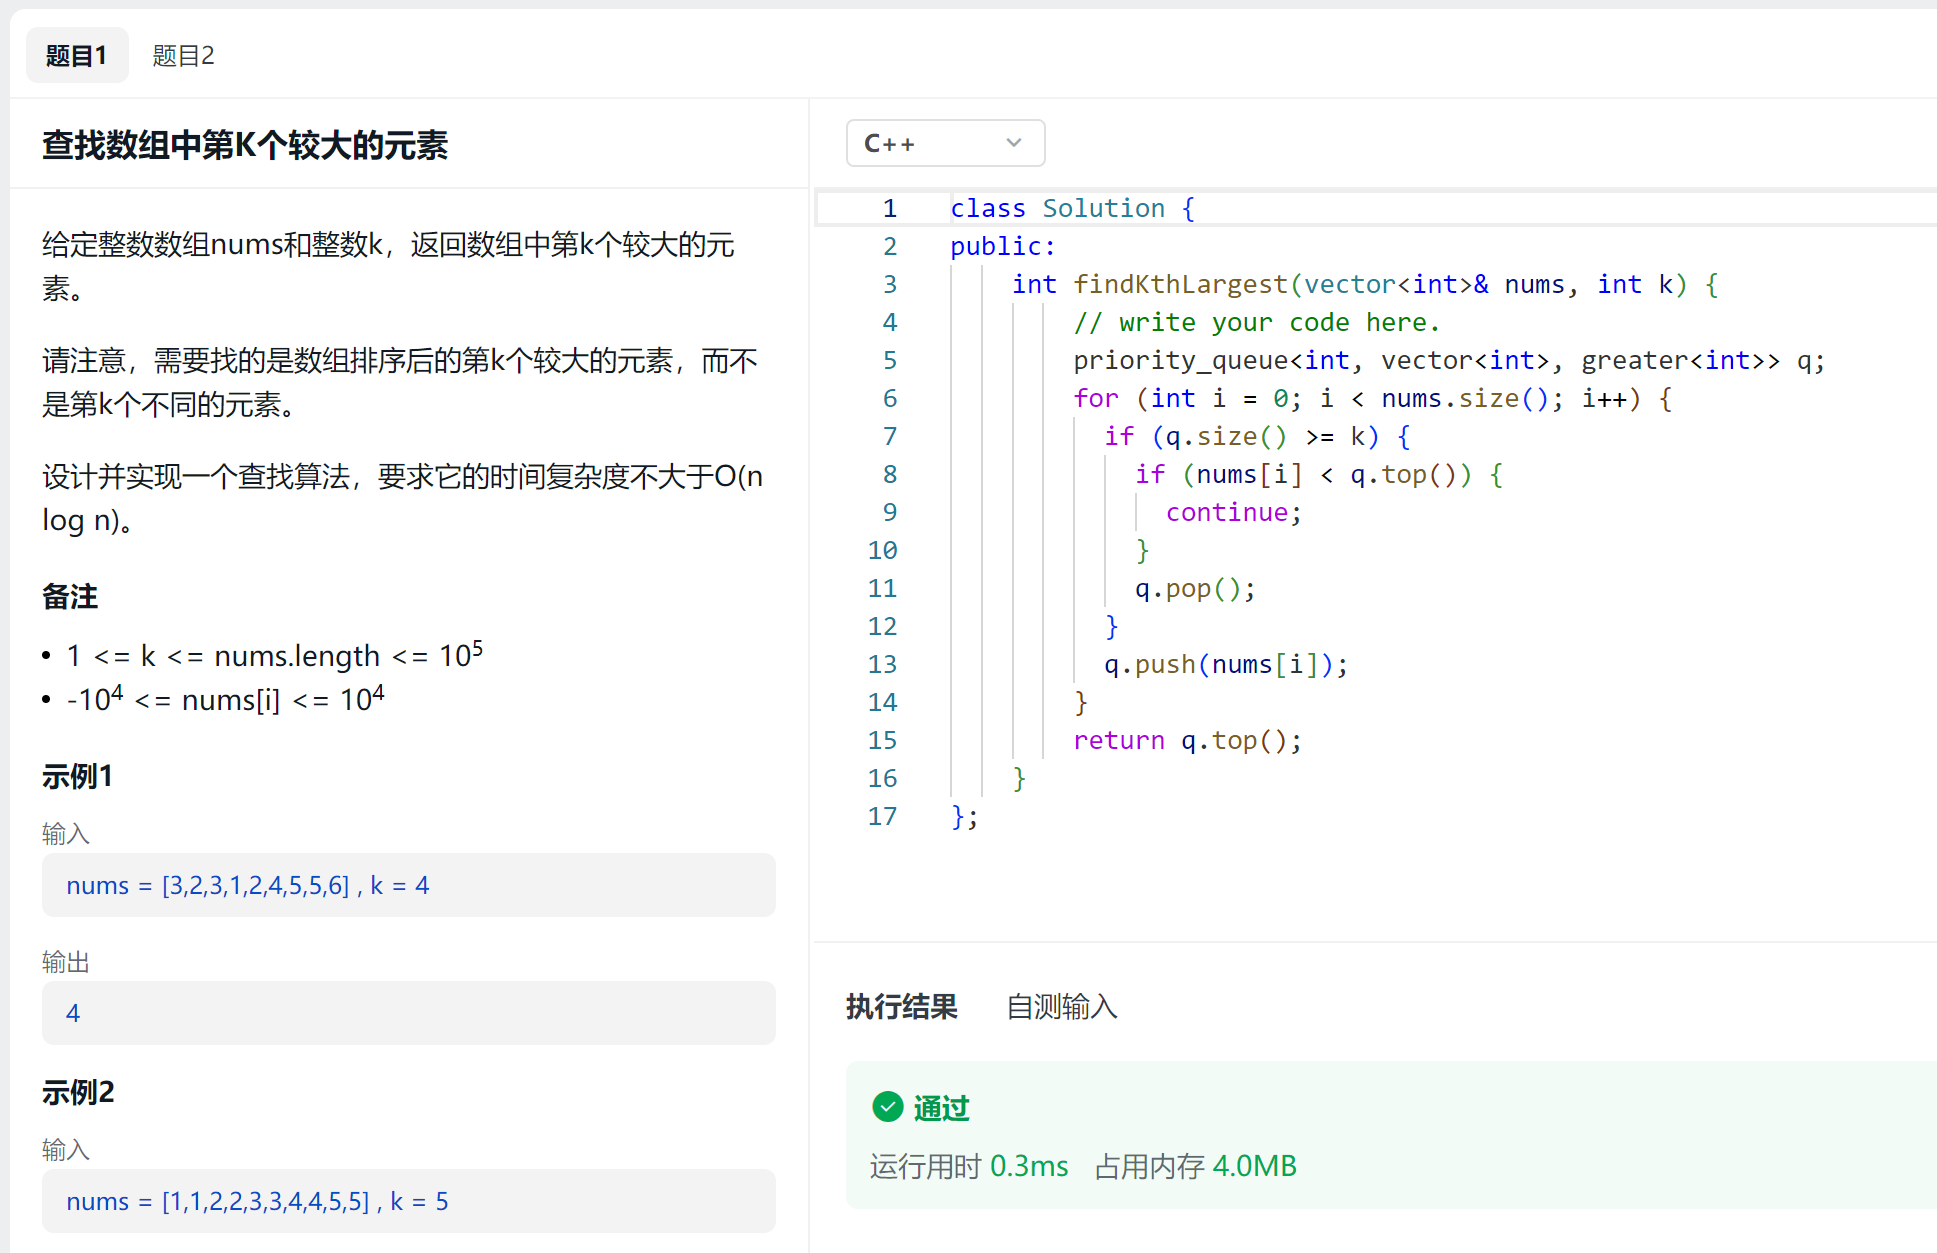 题目1 题目2
查找数组中第K个较大的元素
给定整数数组nums和整数k，返回数组中第k个较大的元
素。
请注意，需要找的是数组排序后的第k个较大的元素，而不
是第k个不同的元素。
设计并实现一个查找算法，要求它的时间复杂度不大于O(n
log n)。
备注
• 1 <= k <= nums.length <= 10⁵
• -10⁴ <= nums[i] <= 10⁴
示例1
输入
nums = [3,2,3,1,2,4,5,5,6] , k = 4
输出
4
示例2
输入
nums = [1,1,2,2,3,3,4,4,5,5] , k = 5
C++
1 class Solution {
2 public:
3     int findKthLargest(vector<int>& nums, int k) {
4         // write your code here.
5         priority_queue<int, vector<int>, greater<int>> q;
6         for (int i = 0; i < nums.size(); i++) {
7           if (q.size() >= k) {
8             if (nums[i] < q.top()) {
9               continue;
10             }
11             q.pop();
12           }
13           q.push(nums[i]);
14         }
15         return q.top();
16     }
17 };
执行结果 自测输入
通过
运行用时 0.3ms 占用内存 4.0MB